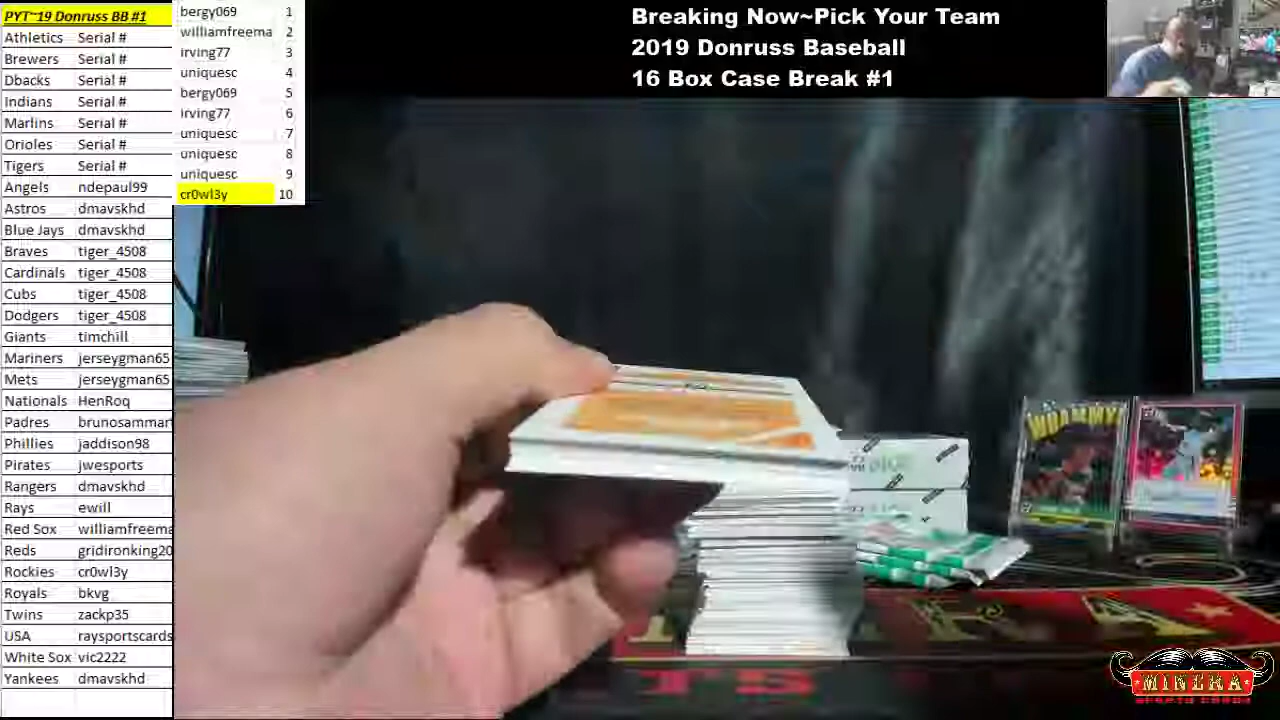 PYT~19 Donruss BB #1
Athletics Serial #
Brewers Serial #
Dbacks Serial #
Indians Serial #
Marlins Serial #
Orioles Serial #
Tigers Serial #
Angels ndepaul99
Astros dmavskhd
Blue Jays dmavskhd
Braves tiger_4508
Cardinals tiger_4508
Cubs tiger_4508
Dodgers tiger_4508
Giants timchill
Mariners jerseygman65
Mets jerseygman65
Nationals HenRoq
Padres brunosammar
Phillies jaddison98
Pirates jwesports
Rangers dmavskhd
Rays ewill
Red Sox williamfreema
Reds gridironking20
Rockies cr0wl3y
Royals bkvg
Twins zackp35
USA raysportscards
White Sox vic2222
Yankees dmavskhd
bergy069 1
williamfreema 2
irving77 3
uniquesc 4
bergy069 5
irving77 6
uniquesc 7
uniquesc 8
uniquesc 9
cr0wl3y 10
Breaking Now~Pick Your Team
2019 Donruss Baseball
16 Box Case Break #1
WHAMMY
MINERA